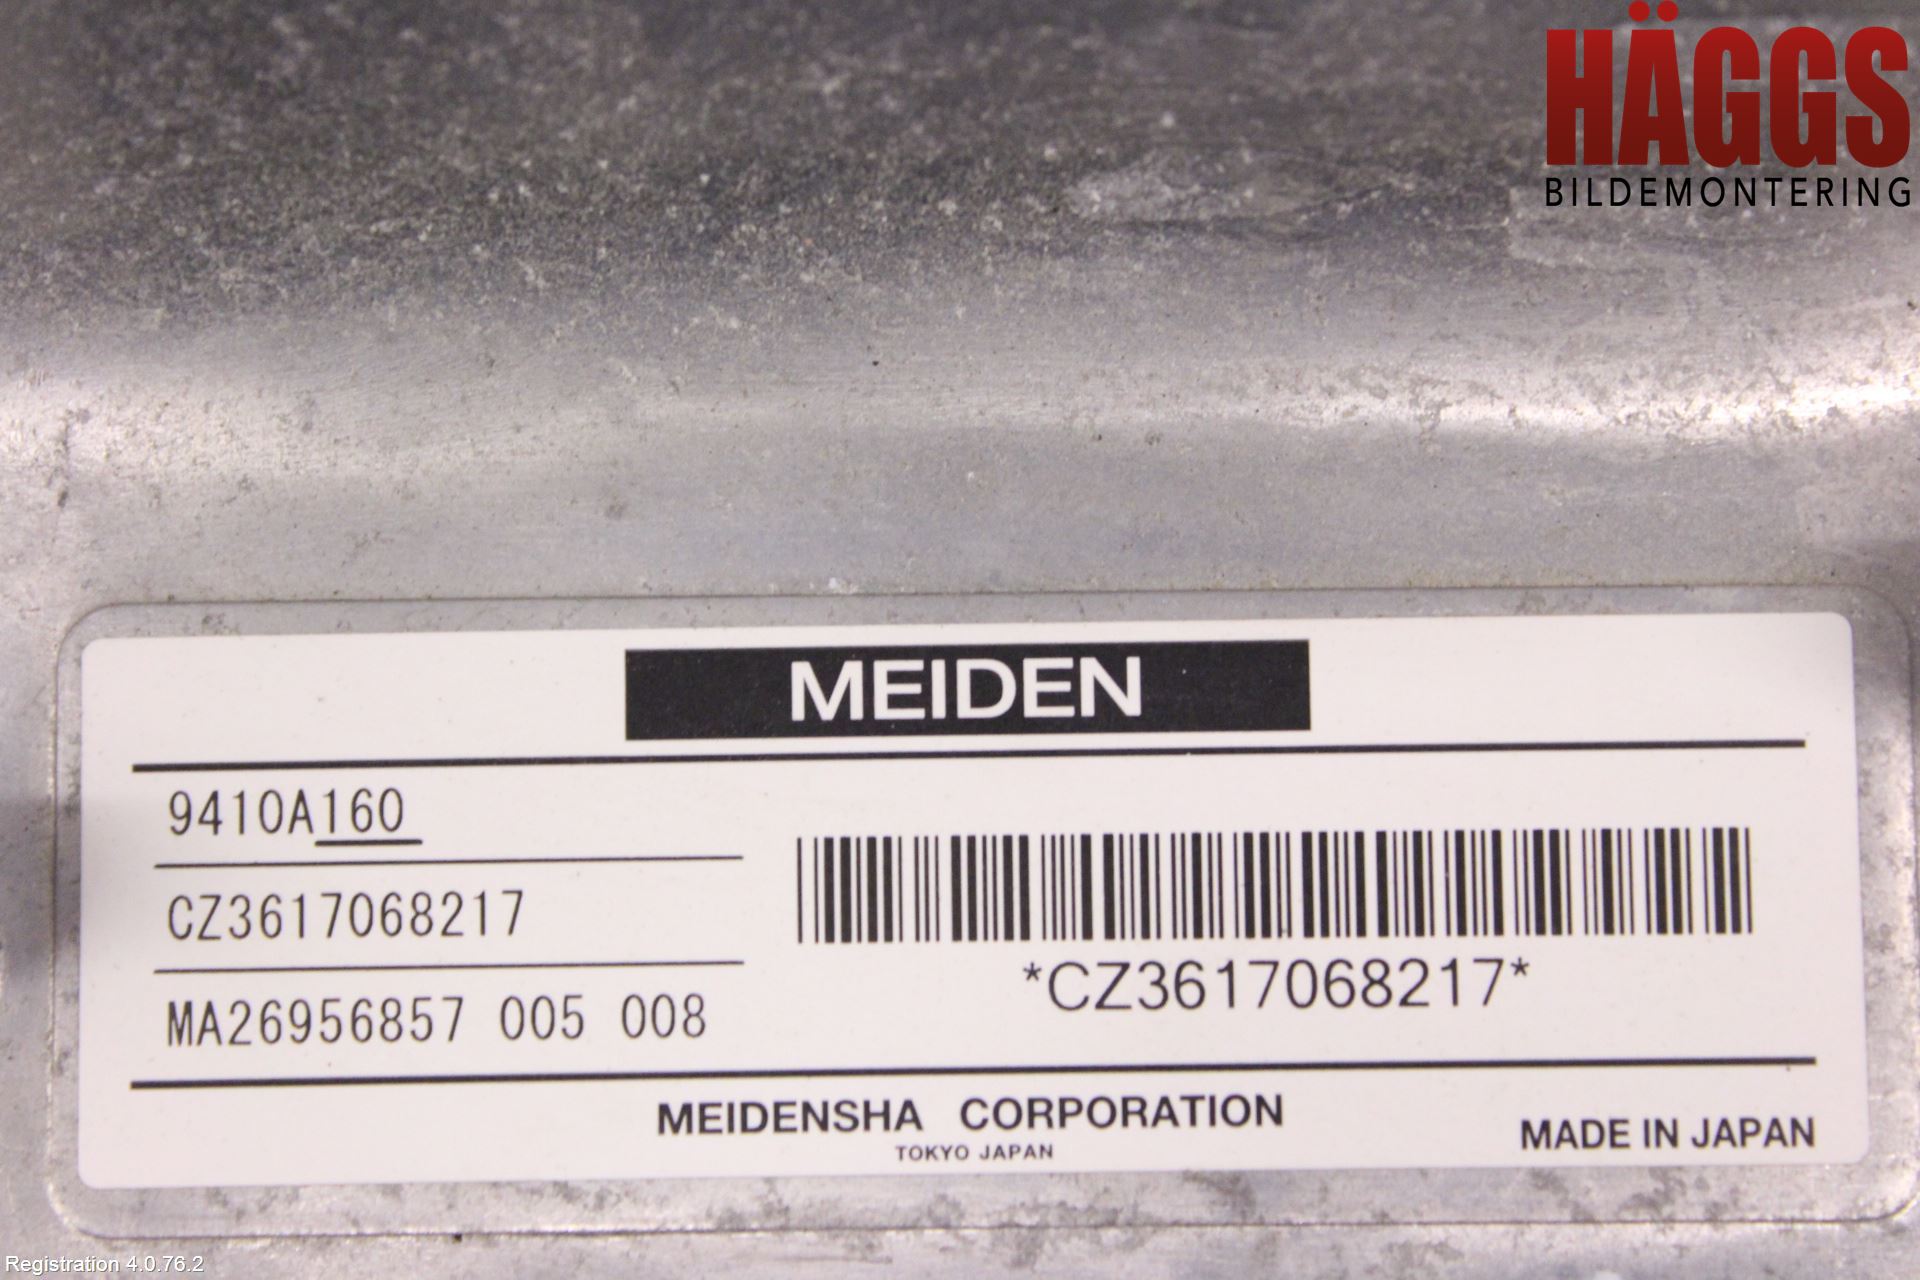 HÄGGS
BILDEMONTERING
MEIDEN
9410A160
CZ3617068217
MA26956857 005 008
*CZ3617068217*
MEIDENSHA CORPORATION
TOKYO JAPAN
MADE IN JAPAN
Registration 4.0.76.2